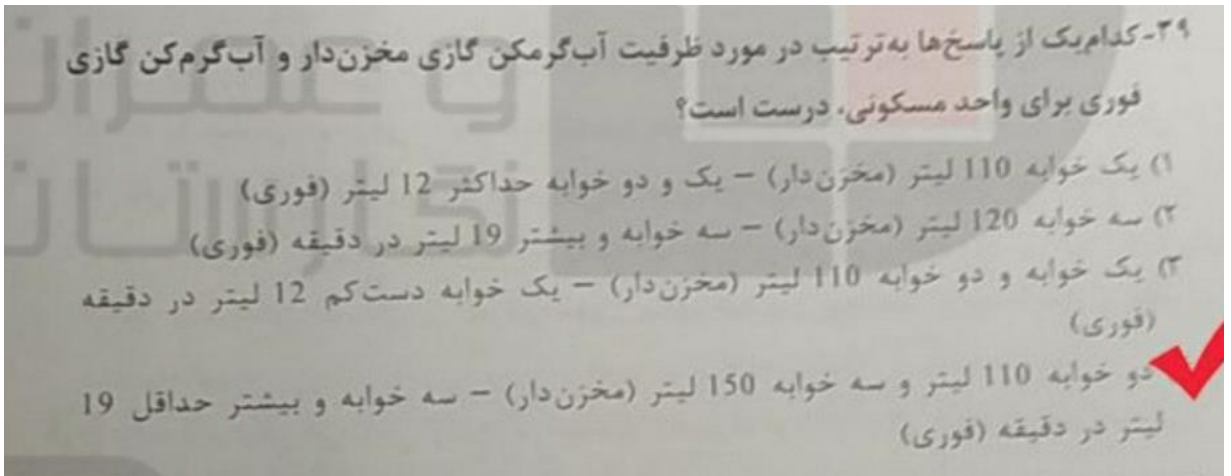 ۳۹- کدام‌یک از پاسخ‌ها به‌ترتیب در مورد ظرفیت آب‌گرمکن گازی مخزن‌دار و آب‌گرم‌کن گازی
فوری برای واحد مسکونی، درست است؟
۱) یک خوابه 110 لیتر (مخزن‌دار) – یک و دو خوابه حداکثر 12 لیتر (فوری)
۲) سه خوابه 120 لیتر (مخزن‌دار) – سه خوابه و بیشتر 19 لیتر در دقیقه (فوری)
۳) یک خوابه و دو خوابه 110 لیتر (مخزن‌دار) – یک خوابه دست‌کم 12 لیتر در دقیقه
(فوری)
دو خوابه 110 لیتر و سه خوابه 150 لیتر (مخزن‌دار) – سه خوابه و بیشتر حداقل 19
لیتر در دقیقه (فوری)
و عمران